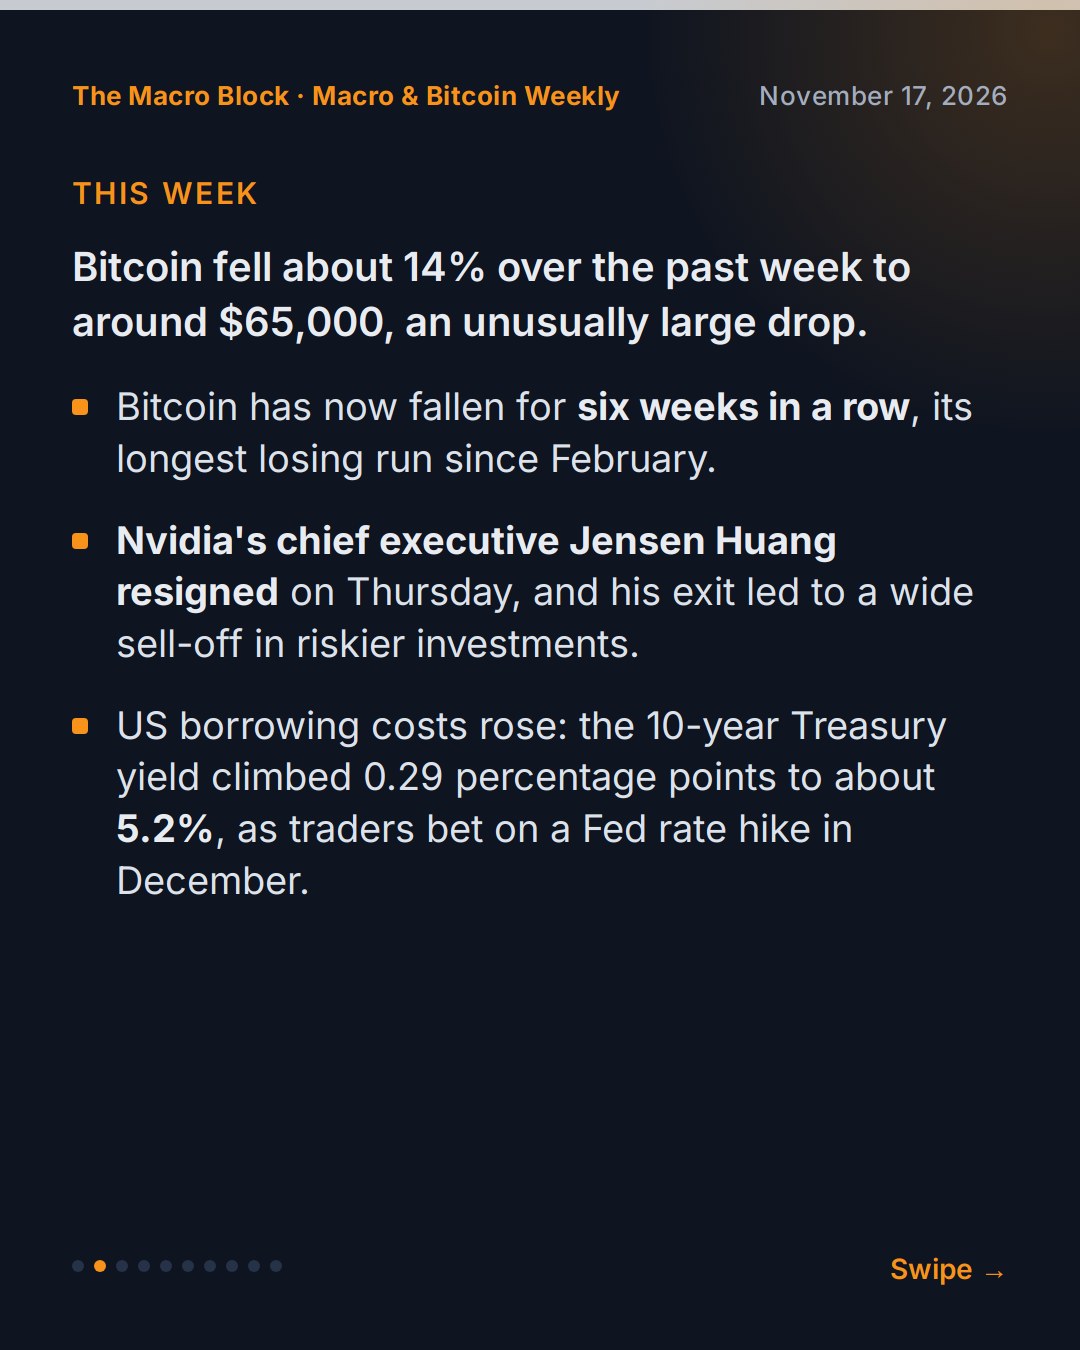 The Macro Block · Macro & Bitcoin Weekly
November 17, 2026
THIS WEEK
Bitcoin fell about 14% over the past week to
around $65,000, an unusually large drop.
Bitcoin has now fallen for six weeks in a row, its
longest losing run since February.
Nvidia's chief executive Jensen Huang
resigned on Thursday, and his exit led to a wide
sell-off in riskier investments.
US borrowing costs rose: the 10-year Treasury
yield climbed 0.29 percentage points to about
5.2%, as traders bet on a Fed rate hike in
December.
Swipe →